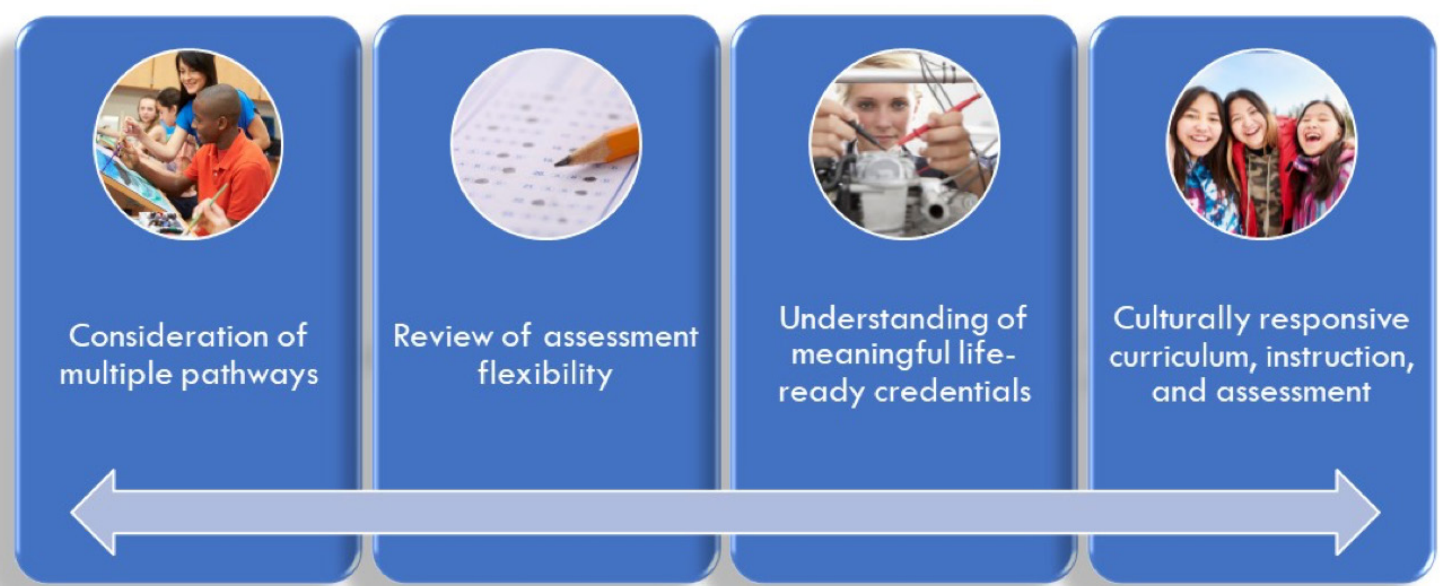 Consideration of
multiple pathways
Review of assessment
flexibility
Understanding of
meaningful life-
ready credentials
Culturally responsive
curriculum, instruction,
and assessment